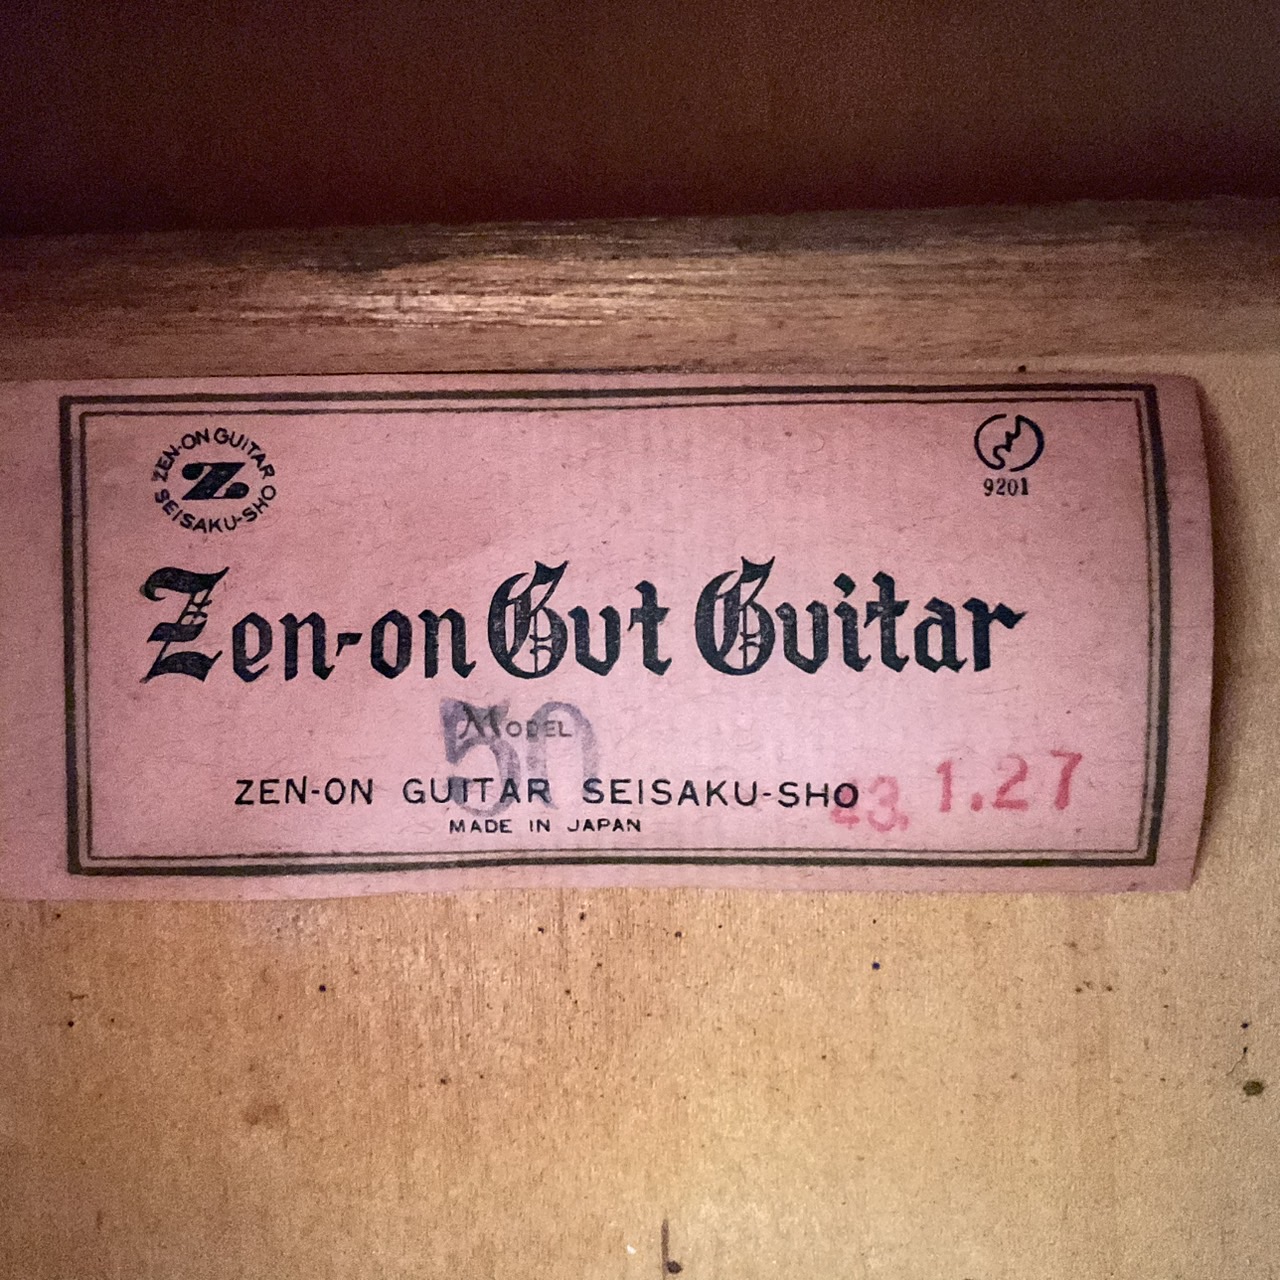 ZEN-ON GUITAR
Z
SEISAKU-SHO
9201
Zen-on Gut Guitar
MODEL
50
ZEN-ON GUITAR SEISAKU-SHO
43. 1.27
MADE IN JAPAN